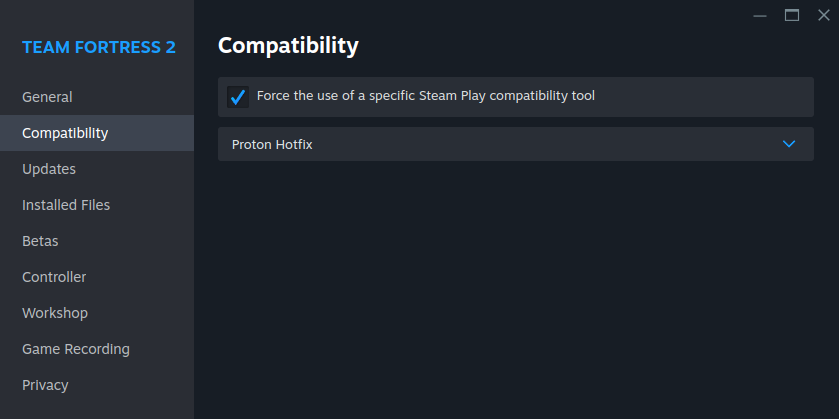 TEAM FORTRESS 2
General
Compatibility
Updates
Installed Files
Betas
Controller
Workshop
Game Recording
Privacy
Compatibility
Force the use of a specific Steam Play compatibility tool
Proton Hotfix